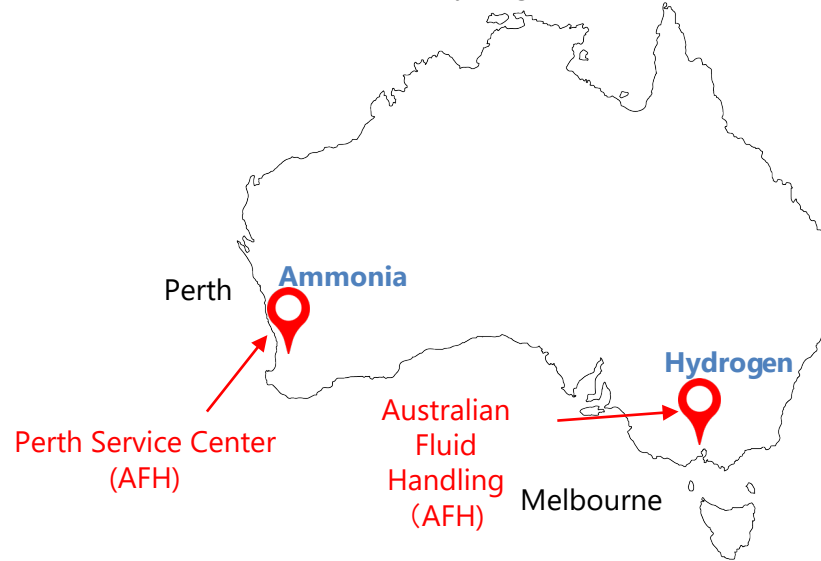 Perth
Ammonia
Hydrogen
Perth Service Center
(AFH)
Australian
Fluid
Handling
（AFH)
Melbourne